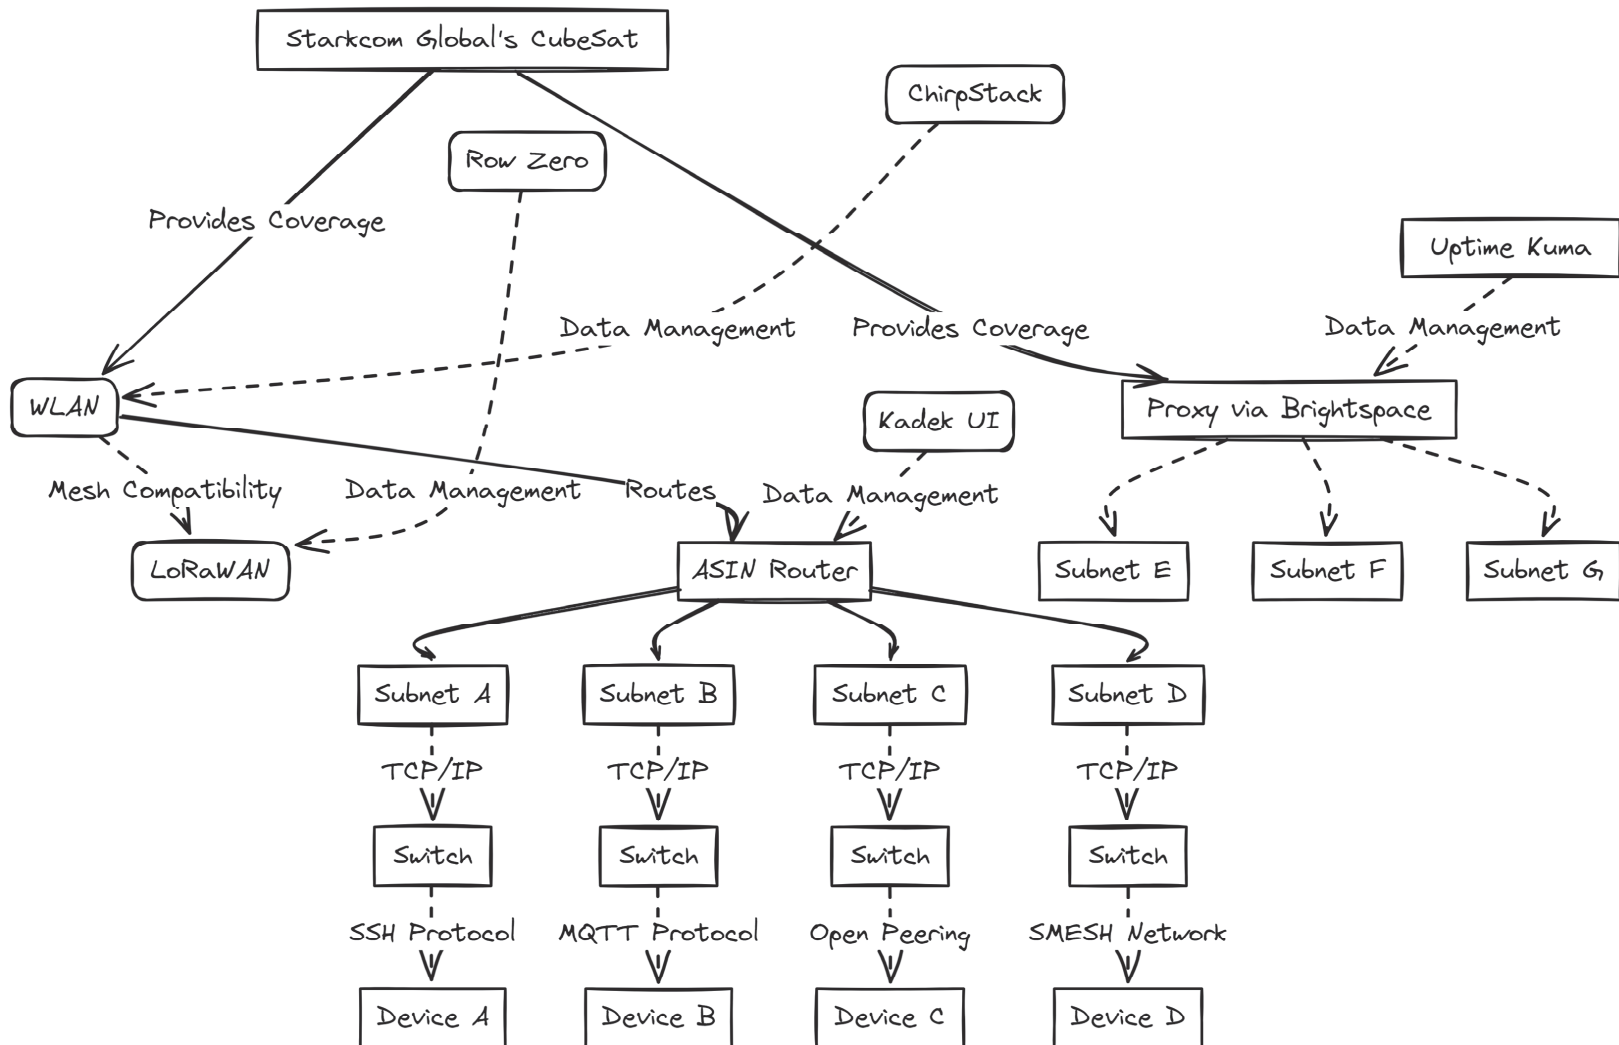 Starkcom Global's CubeSat
ChirpStack
Row Zero
Provides Coverage
Uptime Kuma
Data Management
Provides Coverage
Data Management
WLAN
Kadek UI
Proxy via Brightspace
Mesh Compatibility
Data Management
Routes
Data Management
LoRaWAN
ASIN Router
Subnet E
Subnet F
Subnet G
Subnet A
Subnet B
Subnet C
Subnet D
TCP/IP
TCP/IP
TCP/IP
TCP/IP
Switch
Switch
Switch
Switch
SSH Protocol
MQTT Protocol
Open Peering
SMESH Network
Device A
Device B
Device C
Device D